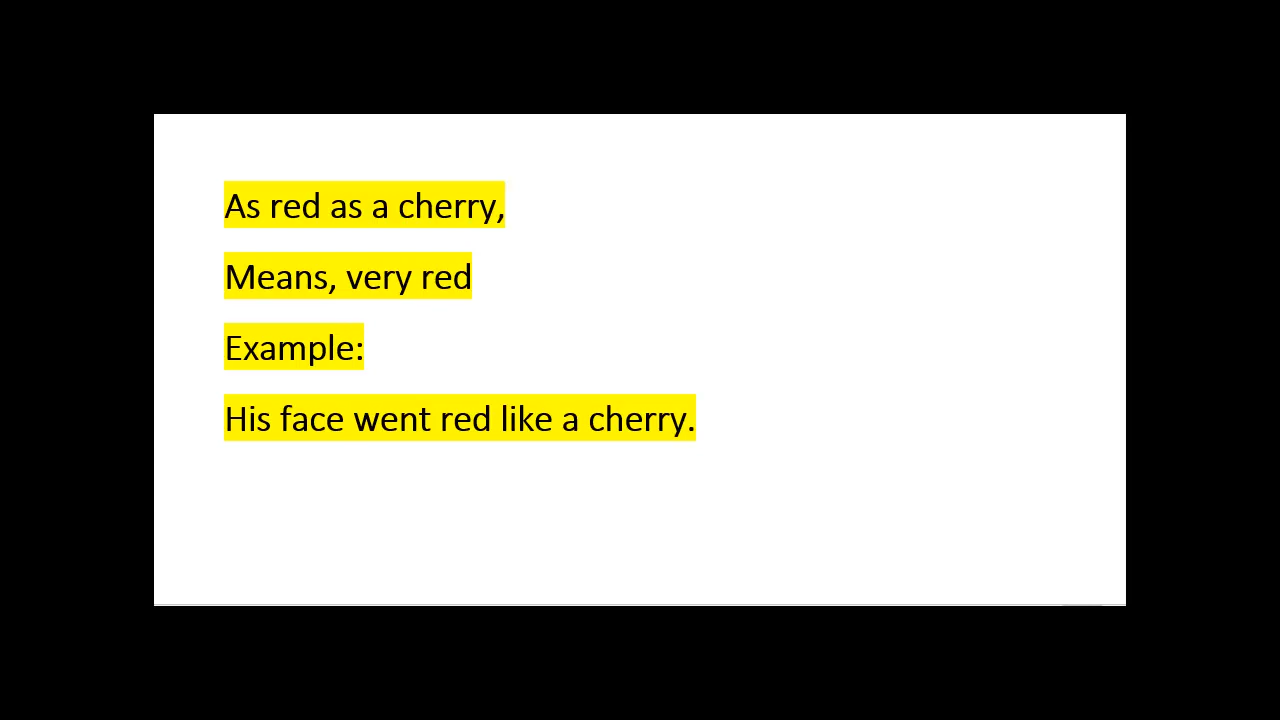 As red as a cherry,
Means, very red
Example:
His face went red like a cherry.